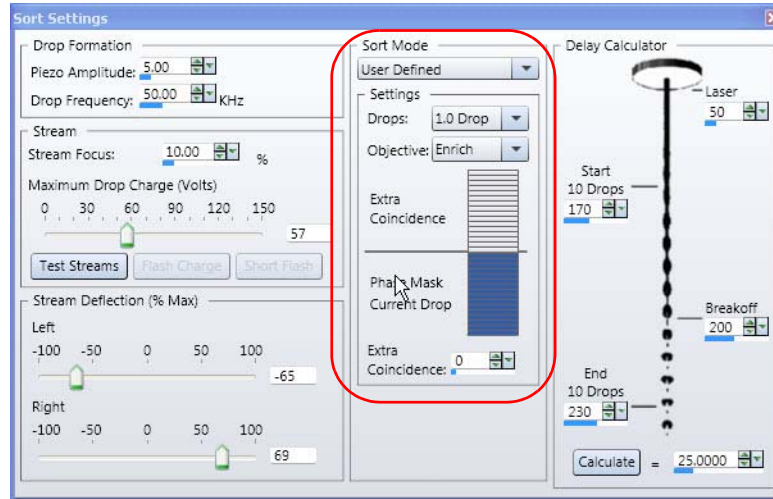 Sort Settings
Drop Formation
Piezo Amplitude: 5.00
Drop Frequency: 50.00 KHz
Stream
Stream Focus: 10.00 %
Maximum Drop Charge (Volts)
0 30 60 90 120 150
57
Test Streams Flash Charge Short Flash
Stream Deflection (% Max)
Left
-100 -50 0 50 100
-65
Right
-100 -50 0 50 100
69
Sort Mode
User Defined
Settings
Drops: 1.0 Drop
Objective: Enrich
Extra
Coincidence
Phase Mask
Current Drop
Extra
Coincidence: 0
Delay Calculator
Laser
50
Start
10 Drops
170
Breakoff
200
End
10 Drops
230
Calculate = 25.0000